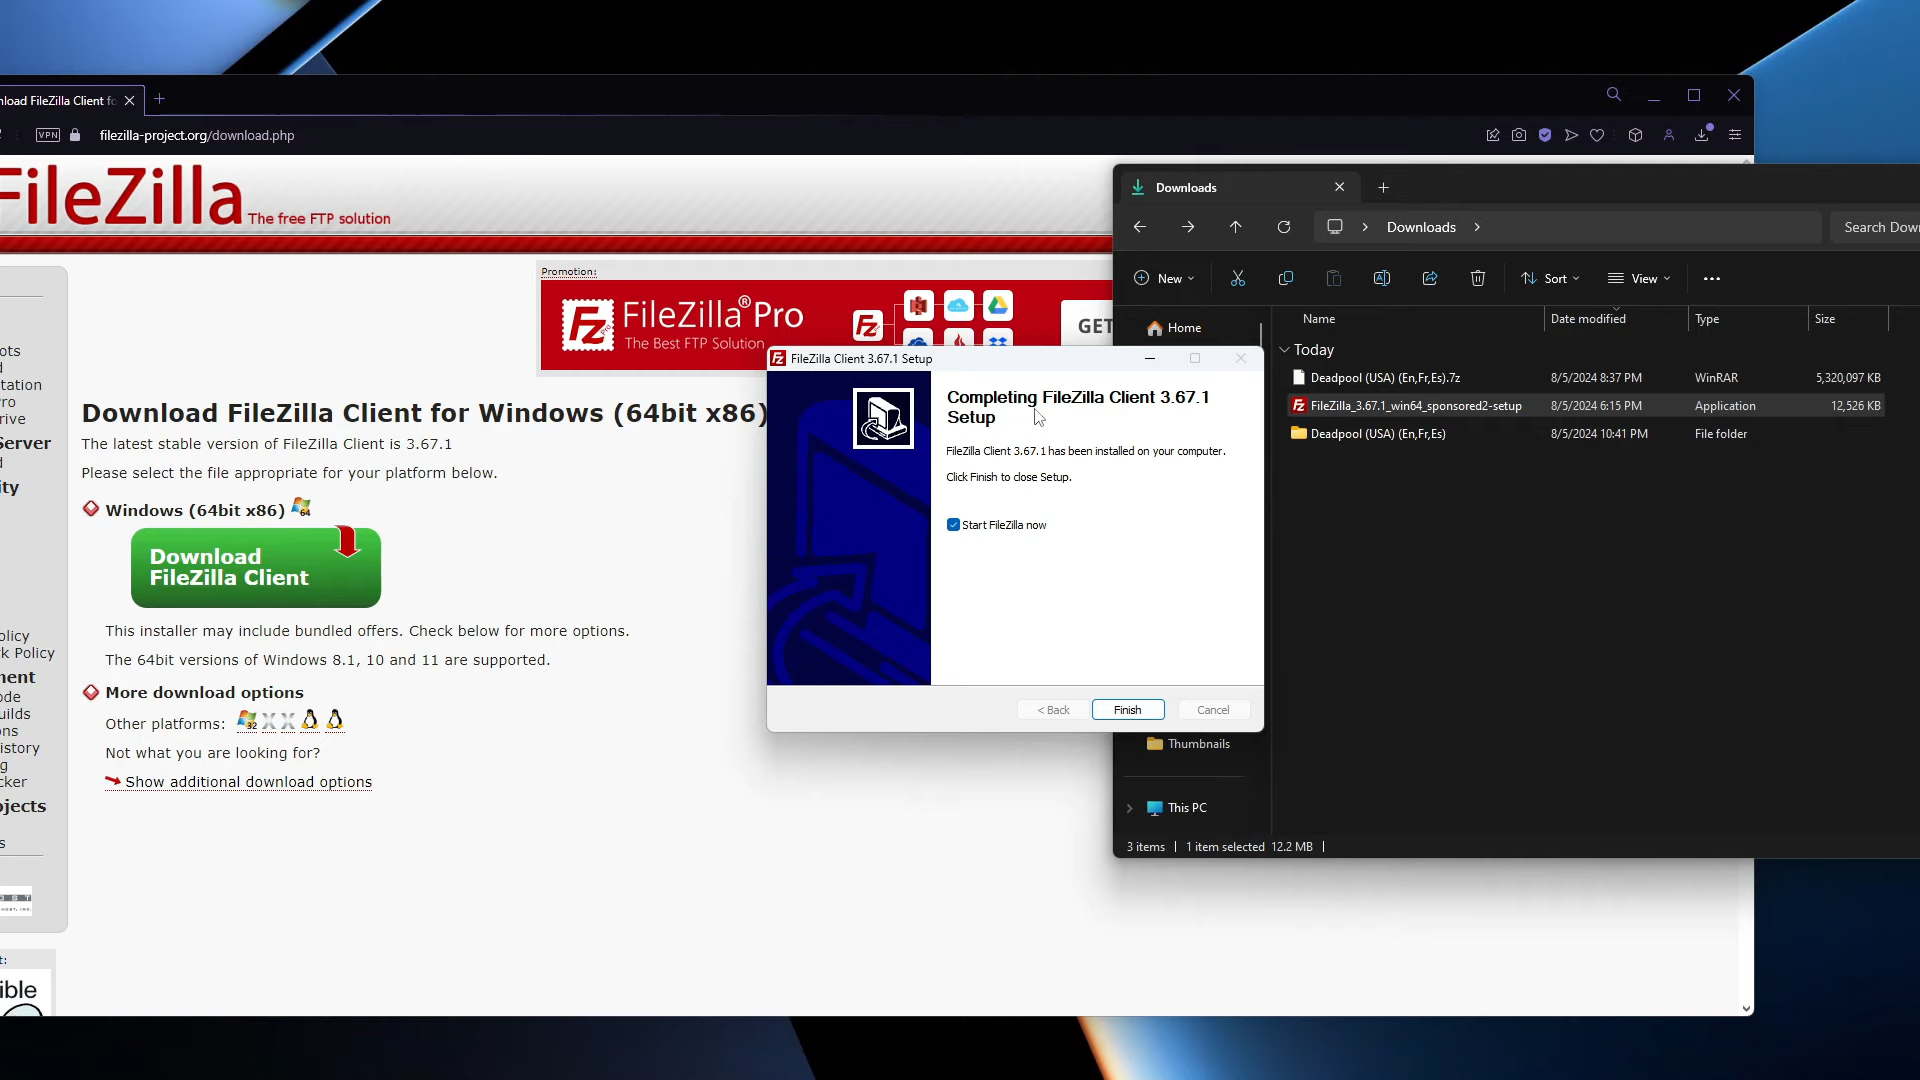 nload FileZilla Client fo
VPN
filezilla-project.org/download.php
FileZilla The free FTP solution
Promotion:
FileZilla® Pro
The Best FTP Solution
GET
ots
d
tation
ro
rive
Server
d
ity
olicy
k Policy
ment
ode
uilds
ons
istory
g
cker
ojects
s
t:
ible
Download FileZilla Client for Windows (64bit x86)
The latest stable version of FileZilla Client is 3.67.1
Please select the file appropriate for your platform below.
Windows (64bit x86)
64
Download
FileZilla Client
This installer may include bundled offers. Check below for more options.
The 64bit versions of Windows 8.1, 10 and 11 are supported.
More download options
Other platforms:
32
Not what you are looking for?
Show additional download options
FileZilla Client 3.67.1 Setup
Completing FileZilla Client 3.67.1
Setup
FileZilla Client 3.67.1 has been installed on your computer.
Click Finish to close Setup.
Start FileZilla now
< Back
Finish
Cancel
Downloads
Downloads
Search Down
New
Sort
View
Home
Thumbnails
This PC
Name Date modified Type Size
Today
Deadpool (USA) (En,Fr,Es).7z 8/5/2024 8:37 PM WinRAR 5,320,097 KB
FileZilla_3.67.1_win64_sponsored2-setup 8/5/2024 6:15 PM Application 12,526 KB
Deadpool (USA) (En,Fr,Es) 8/5/2024 10:41 PM File folder
3 items 1 item selected 12.2 MB